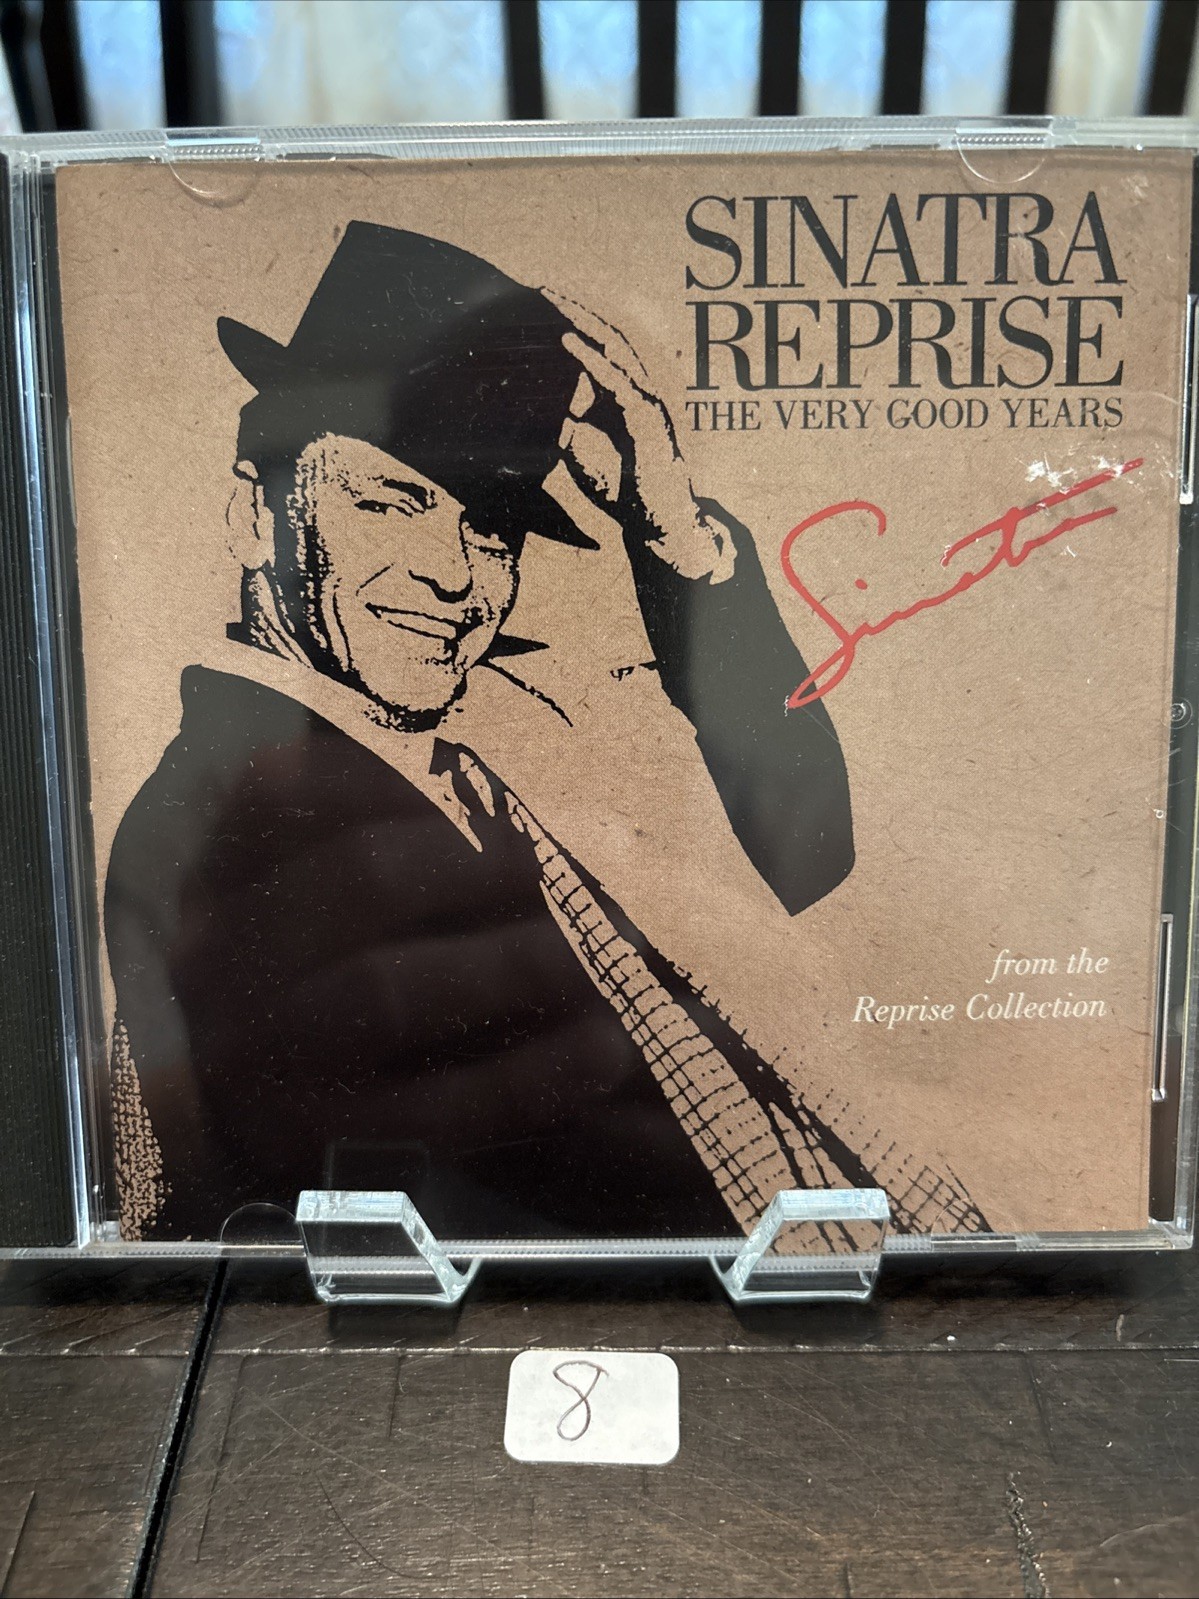 SINATRA
REPRISE
THE VERY GOOD YEARS
Sinatra
from the
Reprise Collection
8